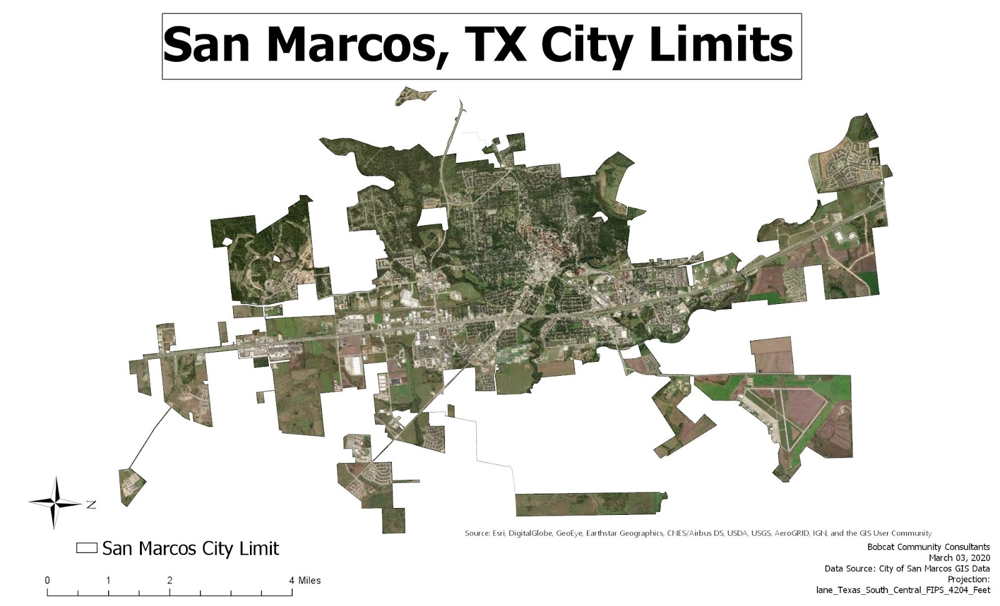 San Marcos, TX City Limits
N
Source: Esri, DigitalGlobe, GeoEye, Earthstar Geographics, CNES/Airbus DS, USDA, USGS, AeroGRID, IGN, and the GIS User Community
San Marcos City Limit
Bobcat Community Consultants
March 03, 2020
Data Source: City of San Marcos GIS Data
Projection:
lane_Texas_South_Central_FIPS_4204_Feet
0 1 2 4 Miles